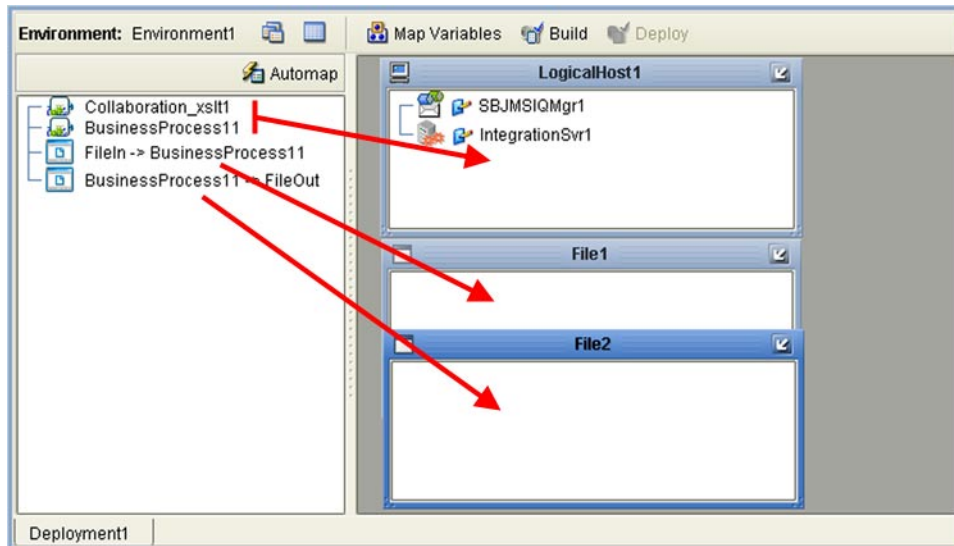 Environment: Environment1
Map Variables Build Deploy
Automap
Collaboration_xslt1
BusinessProcess11
FileIn -> BusinessProcess11
BusinessProcess11 -> FileOut
LogicalHost1
SBJMSIQMgr1
IntegrationSvr1
File1
File2
Deployment1